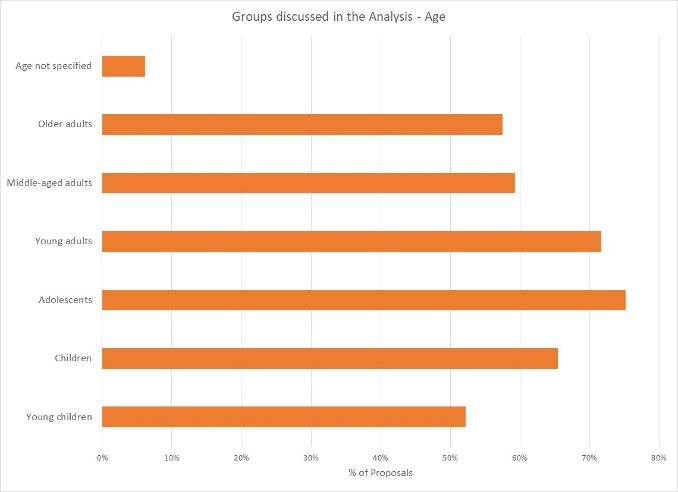 Groups discussed in the Analysis - Age
Age not specified
Older adults
Middle-aged adults
Young adults
Adolescents
Children
Young children
0% 10% 20% 30% 40% 50% 60% 70% 80%
% of Proposals